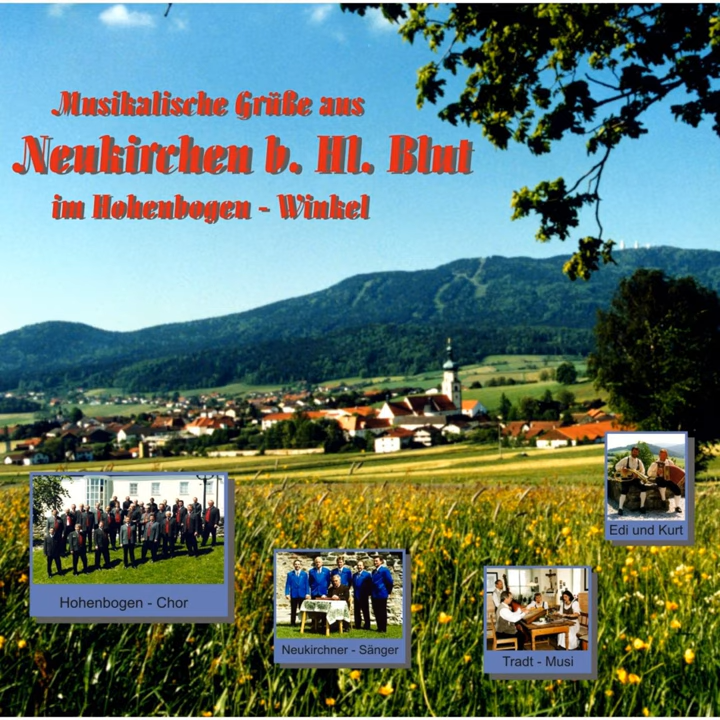 Musikalische Grüße aus
Neukirchen b. Hl. Blut
im Hohenbogen - Winkel
Edi und Kurt
Hohenbogen - Chor
Neukirchner - Sänger
Tradt - Musi